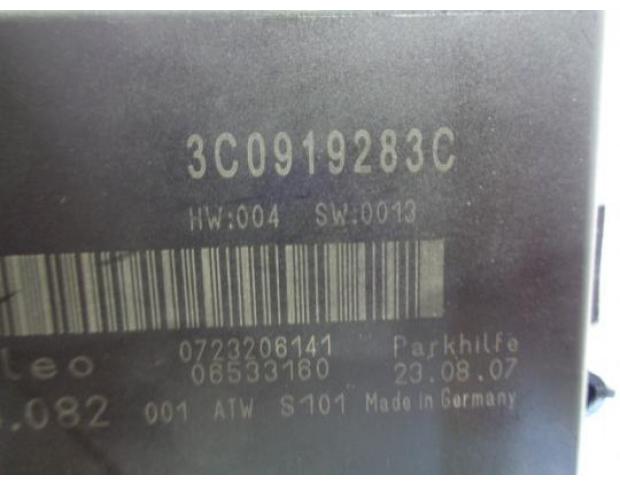 3C0919283C
HW:004 SW:0013
leo 0723206141 Parkhilfe
06533160 23.08.07
.082 001 ATW S101 Made in Germany